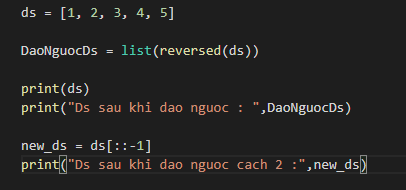 ds = [1, 2, 3, 4, 5]
DaoNguocDs = list(reversed(ds))
print(ds)
print("Ds sau khi dao nguoc : ",DaoNguocDs)
new_ds = ds[::-1]
print("Ds sau khi dao nguoc cach 2 :",new_ds)